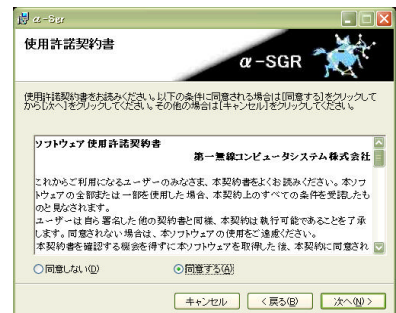 α-Sgr
使用許諾契約書
α-SGR
使用許諾契約書をお読みください。以下の条件に同意される場合は[同意する]をクリックして
から[次へ]をクリックしてください。その他の場合は[キャンセル]をクリックしてください。
ソフトウェア 使用許諾契約書
第一無線コンピュータシステム株式会社
これからご利用になるユーザーのみなさま、本契約書をよくお読みください。本ソフ
トウェアの全部または一部を使用した場合、本契約上のすべての条件を受諾したも
のと見なされます。
ユーザーは自ら署名した他の契約書と同様、本契約は執行可能であることを了承
します。同意されない場合は、本ソフトウェアの使用をご遠慮ください。
本契約書を確認する機会を得ずに本ソフトウェアを取得した後、本契約に同意され
同意しない(D)
同意する(A)
キャンセル
< 戻る(B)
次へ(N) >